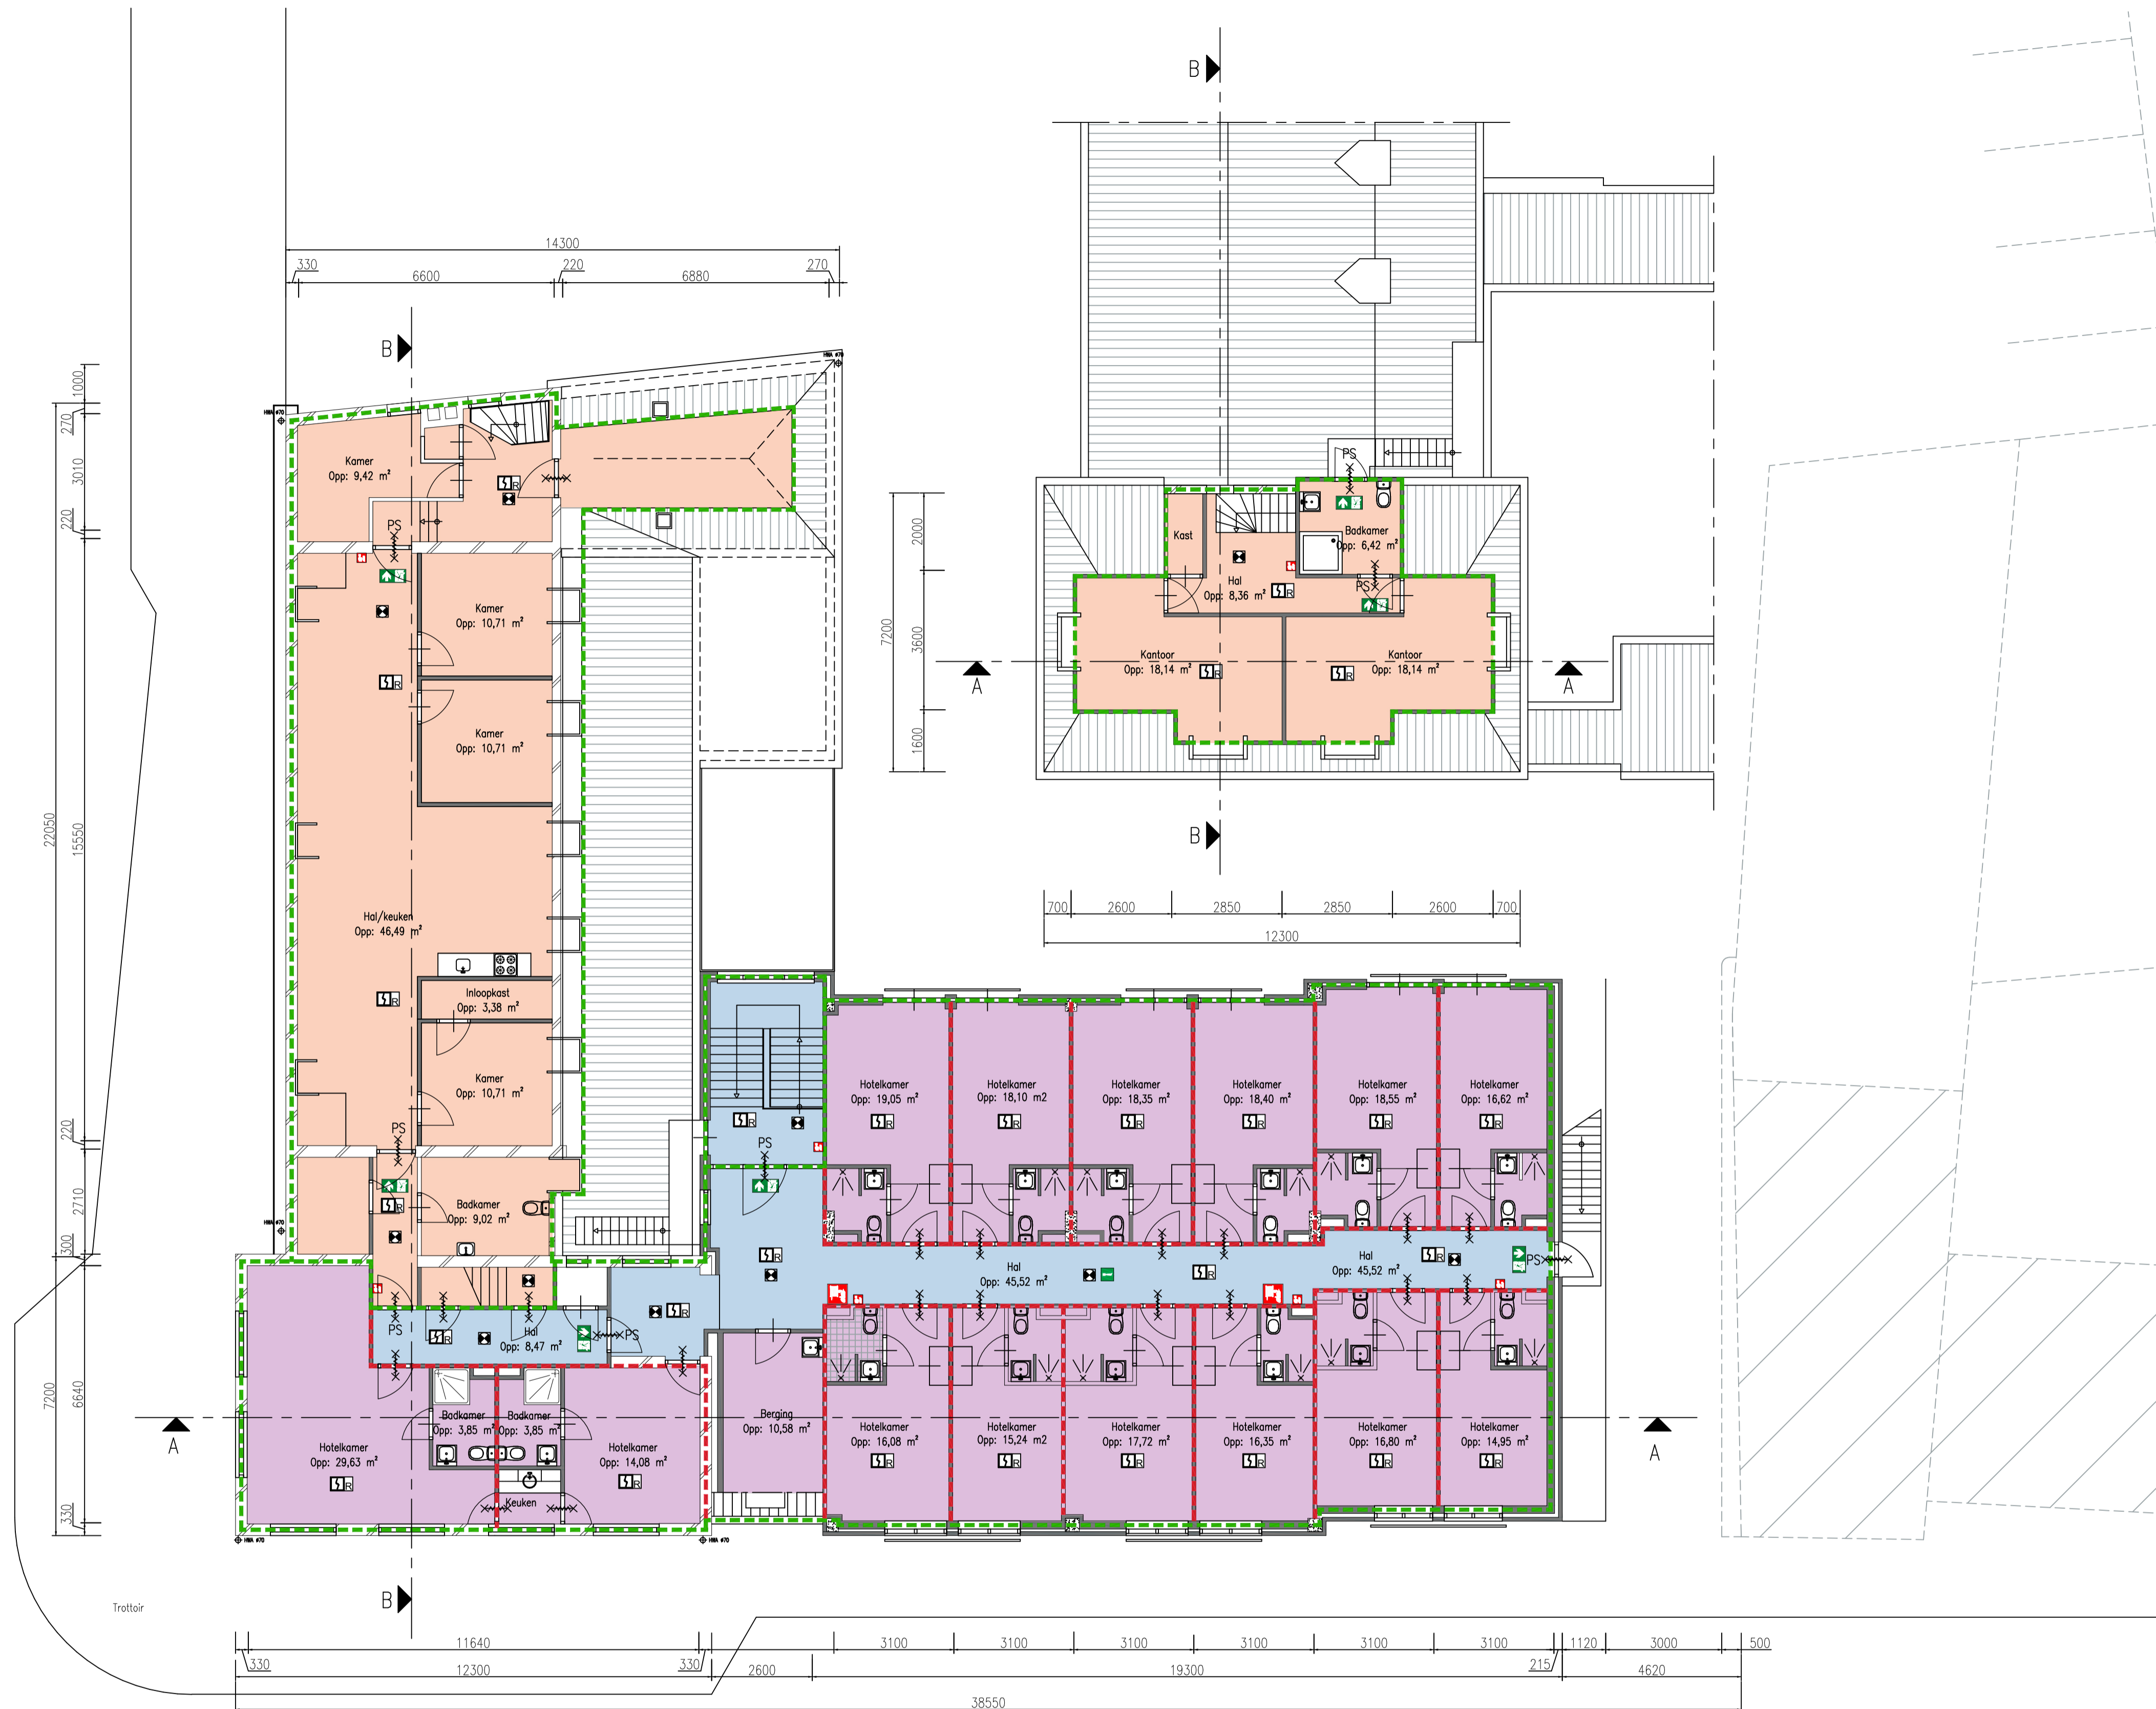 B
14300
330
6600
220
6880
270
B
HWA ø70
HWA ø70
1000
270
3010
220
22050
15550
220
2710
300
7200
6640
330
Kamer
Opp: 9,42 m²
R
PS
Kamer
Opp: 10,71 m²
R
Kamer
Opp: 10,71 m²
Hal/keuken
Opp: 46,49 m²
R
Inloopkast
Opp: 3,38 m²
Kamer
Opp: 10,71 m²
PS
R
Badkamer
Opp: 9,02 m²
1
HWA ø70
PS
Badkamer
Opp: 6,42 m²
Kast
Hal
Opp: 8,36 m²
R
PS
Kantoor
Opp: 18,14 m²
R
Kantoor
Opp: 18,14 m²
R
A
A
7200
2000
3600
1600
B
700
2600
2850
2850
2600
700
12300
Hotelkamer
Opp: 19,05 m²
R
Hotelkamer
Opp: 18,10 m2
R
Hotelkamer
Opp: 18,35 m²
R
Hotelkamer
Opp: 18,40 m²
R
Hotelkamer
Opp: 18,55 m²
R
Hotelkamer
Opp: 16,62 m²
R
R
PS
R
Hal
Opp: 45,52 m²
R
Hal
Opp: 45,52 m²
R
PS
PS
R
Hal
Opp: 8,47 m²
PS
R
Badkamer
Opp: 3,85 m²
Badkamer
Opp: 3,85 m²
Hotelkamer
Opp: 29,63 m²
R
Hotelkamer
Opp: 14,08 m²
R
Keuken
Berging
Opp: 10,58 m²
Hotelkamer
Opp: 16,08 m²
R
Hotelkamer
Opp: 15,24 m2
R
Hotelkamer
Opp: 17,72 m²
R
Hotelkamer
Opp: 16,35 m²
R
Hotelkamer
Opp: 16,80 m²
R
Hotelkamer
Opp: 14,95 m²
R
A
A
HWA ø70
HWA ø70
B
Trottoir
11640
3100
3100
3100
3100
3100
3100
1120
3000
500
330
12300
330
2600
19300
215
4620
38550